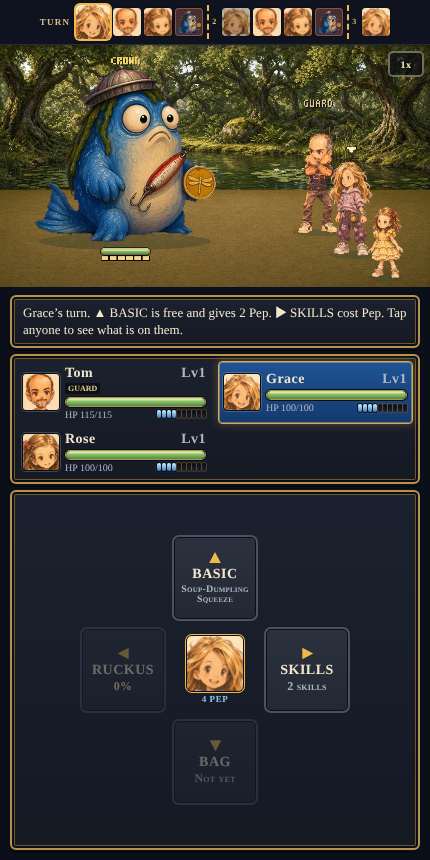 TURN 2 3
CROWN
1x
GUARD
Grace's turn. ▲ BASIC is free and gives 2 Pep. ▶ SKILLS cost Pep. Tap
anyone to see what is on them.
Tom Lv1
GUARD
HP 115/115
Grace Lv1
HP 100/100
Rose Lv1
HP 100/100
▲
BASIC
Soup-Dumpling
Squeeze
◀
RUCKUS
0%
4 PEP
▶
SKILLS
2 skills
▼
BAG
Not yet